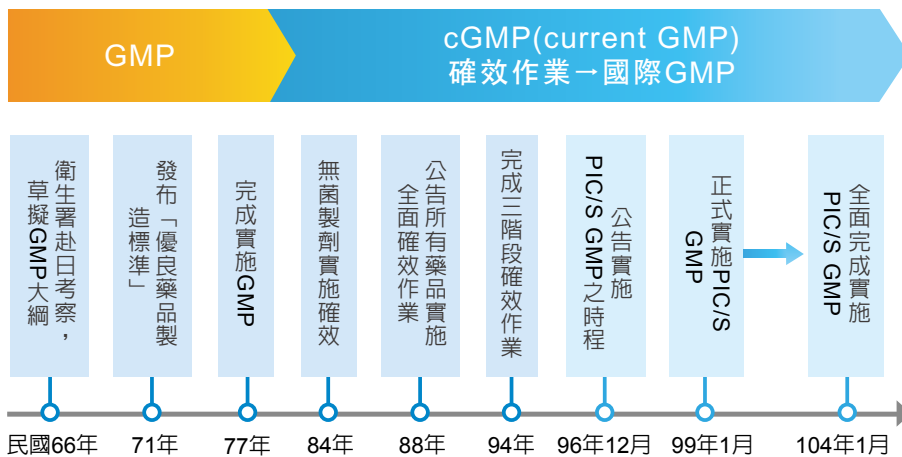 GMP
cGMP(current GMP)
確效作業→國際GMP
衛生署赴日考察，
草擬GMP大綱
發布「優良藥品製
造標準」
完成實施GMP
無菌製劑實施確效
公告所有藥品實施
全面確效作業
完成三階段確效作業
公告實施
PIC/S GMP之時程
正式實施PIC/S
GMP
全面完成實施
PIC/S GMP
民國66年
71年
77年
84年
88年
94年
96年12月
99年1月
104年1月